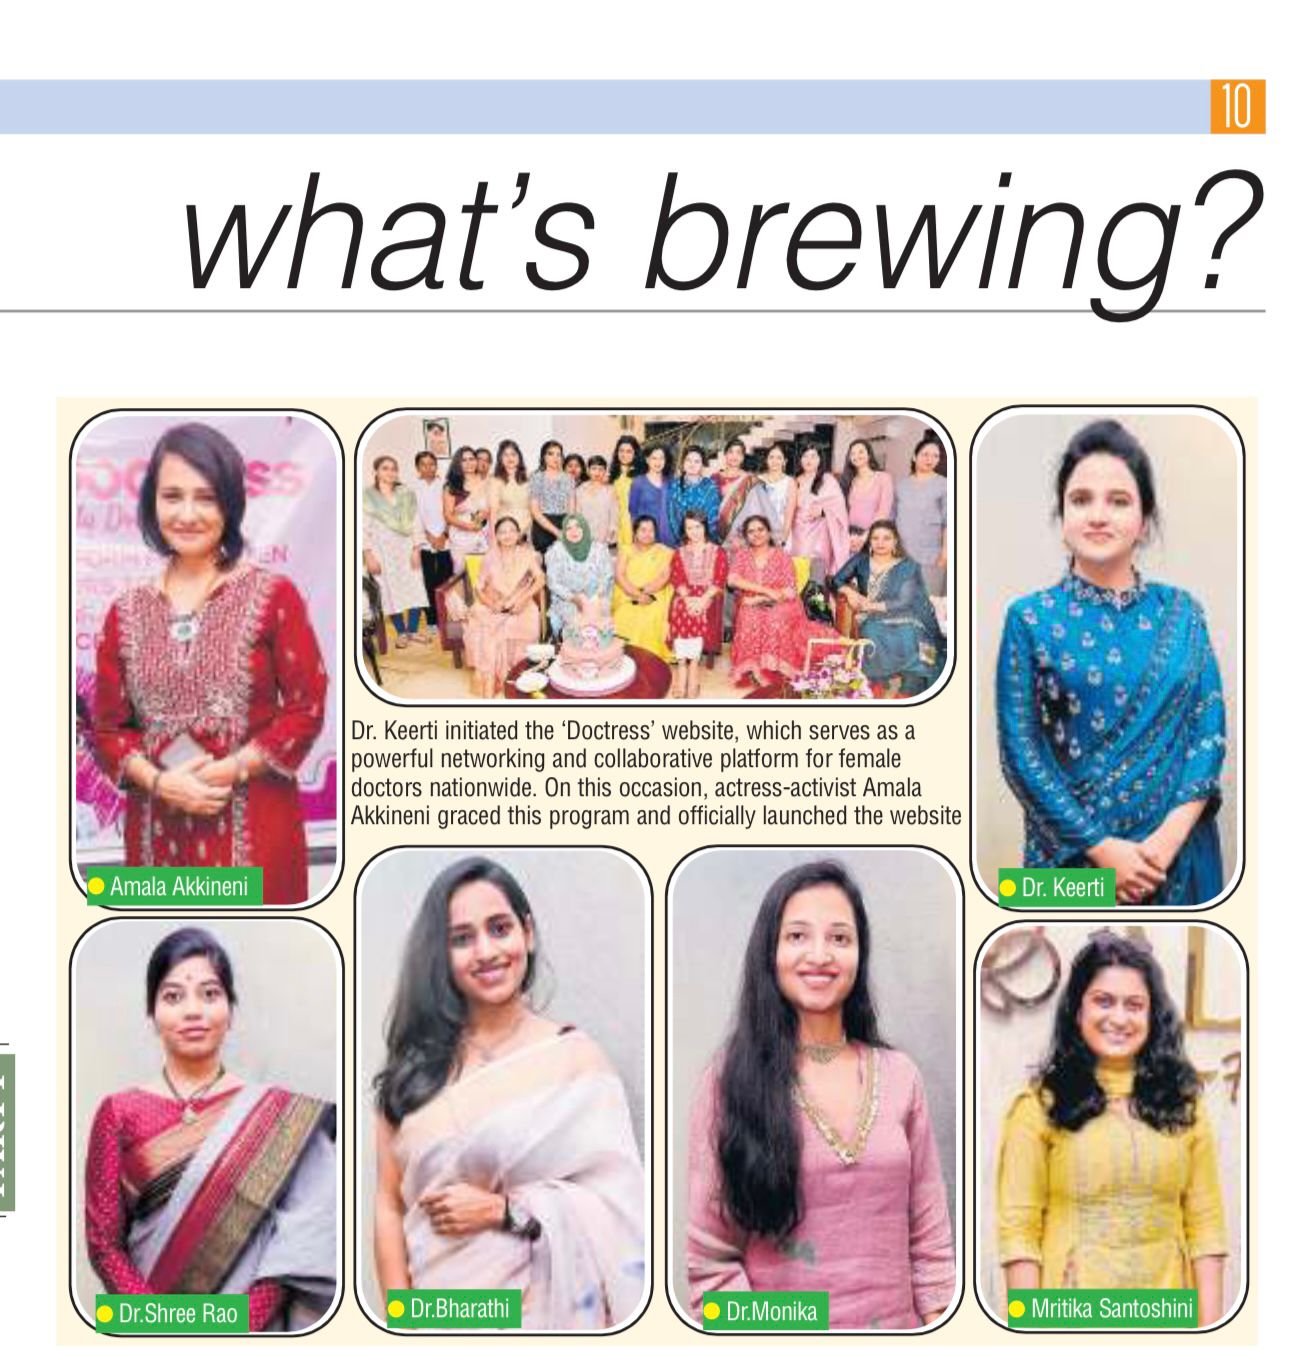 10
what’s brewing?
Dr. Keerti initiated the ‘Doctress’ website, which serves as a
powerful networking and collaborative platform for female
doctors nationwide. On this occasion, actress-activist Amala
Akkineni graced this program and officially launched the website
Amala Akkineni
Dr. Keerti
Dr.Shree Rao
Dr.Bharathi
Dr.Monika
Mritika Santoshini